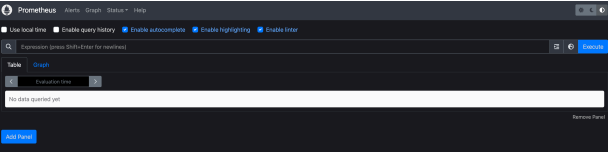 Prometheus Alerts Graph Status Help
Use local time Enable query history Enable autocomplete Enable highlighting Enable linter
Expression (press Shift+Enter for newlines) Execute
Table Graph
Evaluation time
No data queried yet
Remove Panel
Add Panel